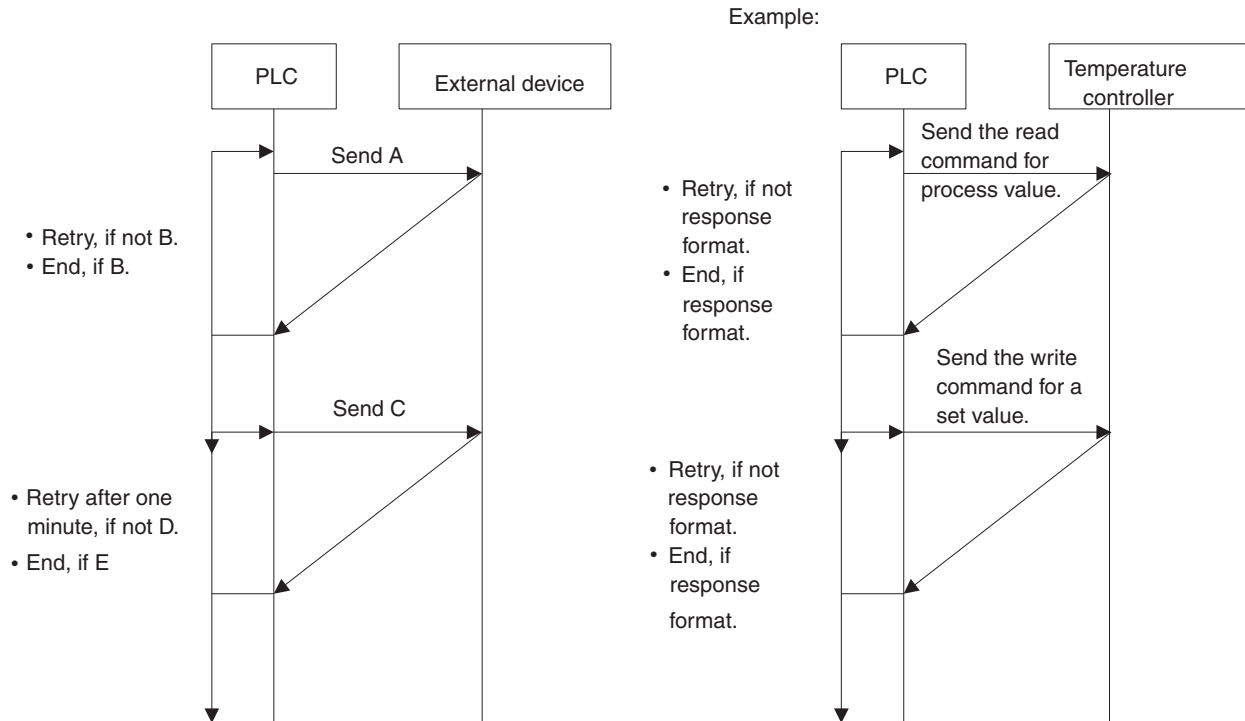 Example:
PLC
External device
Send A
• Retry, if not B.
• End, if B.
Send C
• Retry after one
minute, if not D.
• End, if E
PLC
Temperature
controller
Send the read
command for
process value.
• Retry, if not
response
format.
• End, if
response
format.
Send the write
command for a
set value.
• Retry, if not
response
format.
• End, if
response
format.